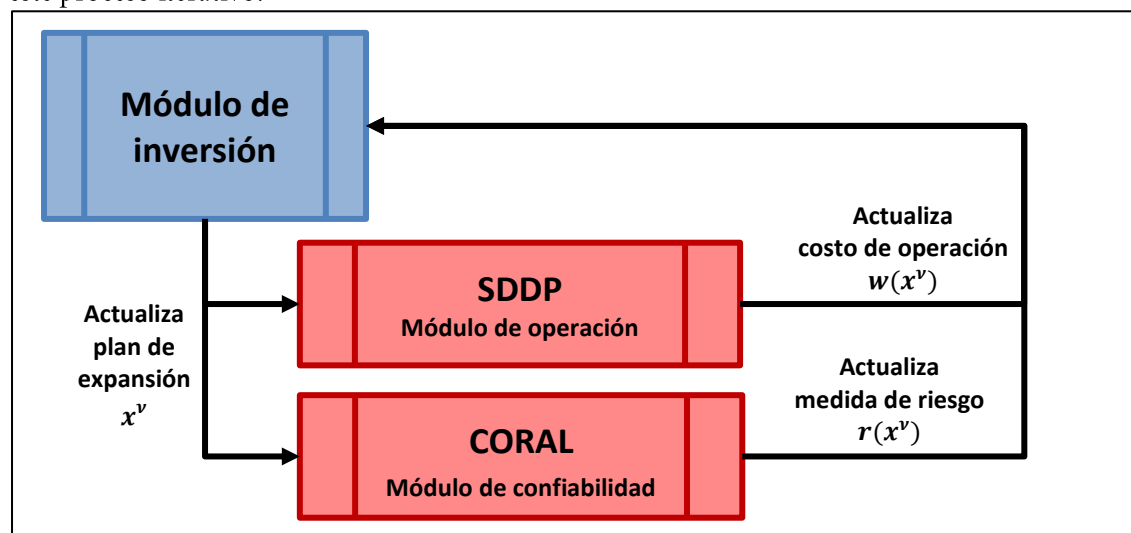 Módulo de
inversión
Actualiza
costo de operación
w(x^ν)
SDDP
Módulo de operación
Actualiza
plan de
expansión
x^ν
Actualiza
medida de riesgo
r(x^ν)
CORAL
Módulo de confiabilidad